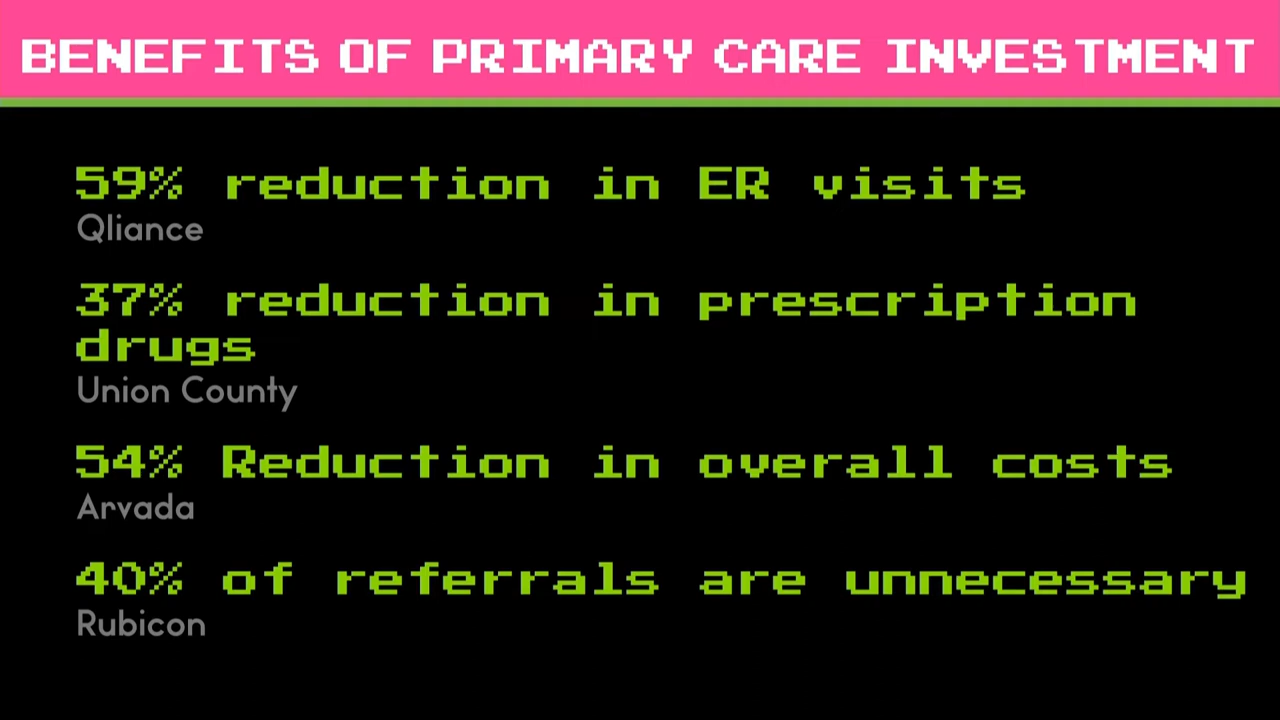 BENEFITS OF PRIMARY CARE INVESTMENT
59% reduction in ER visits
Qliance
37% reduction in prescription
drugs
Union County
54% Reduction in overall costs
Arvada
40% of referrals are unnecessary
Rubicon